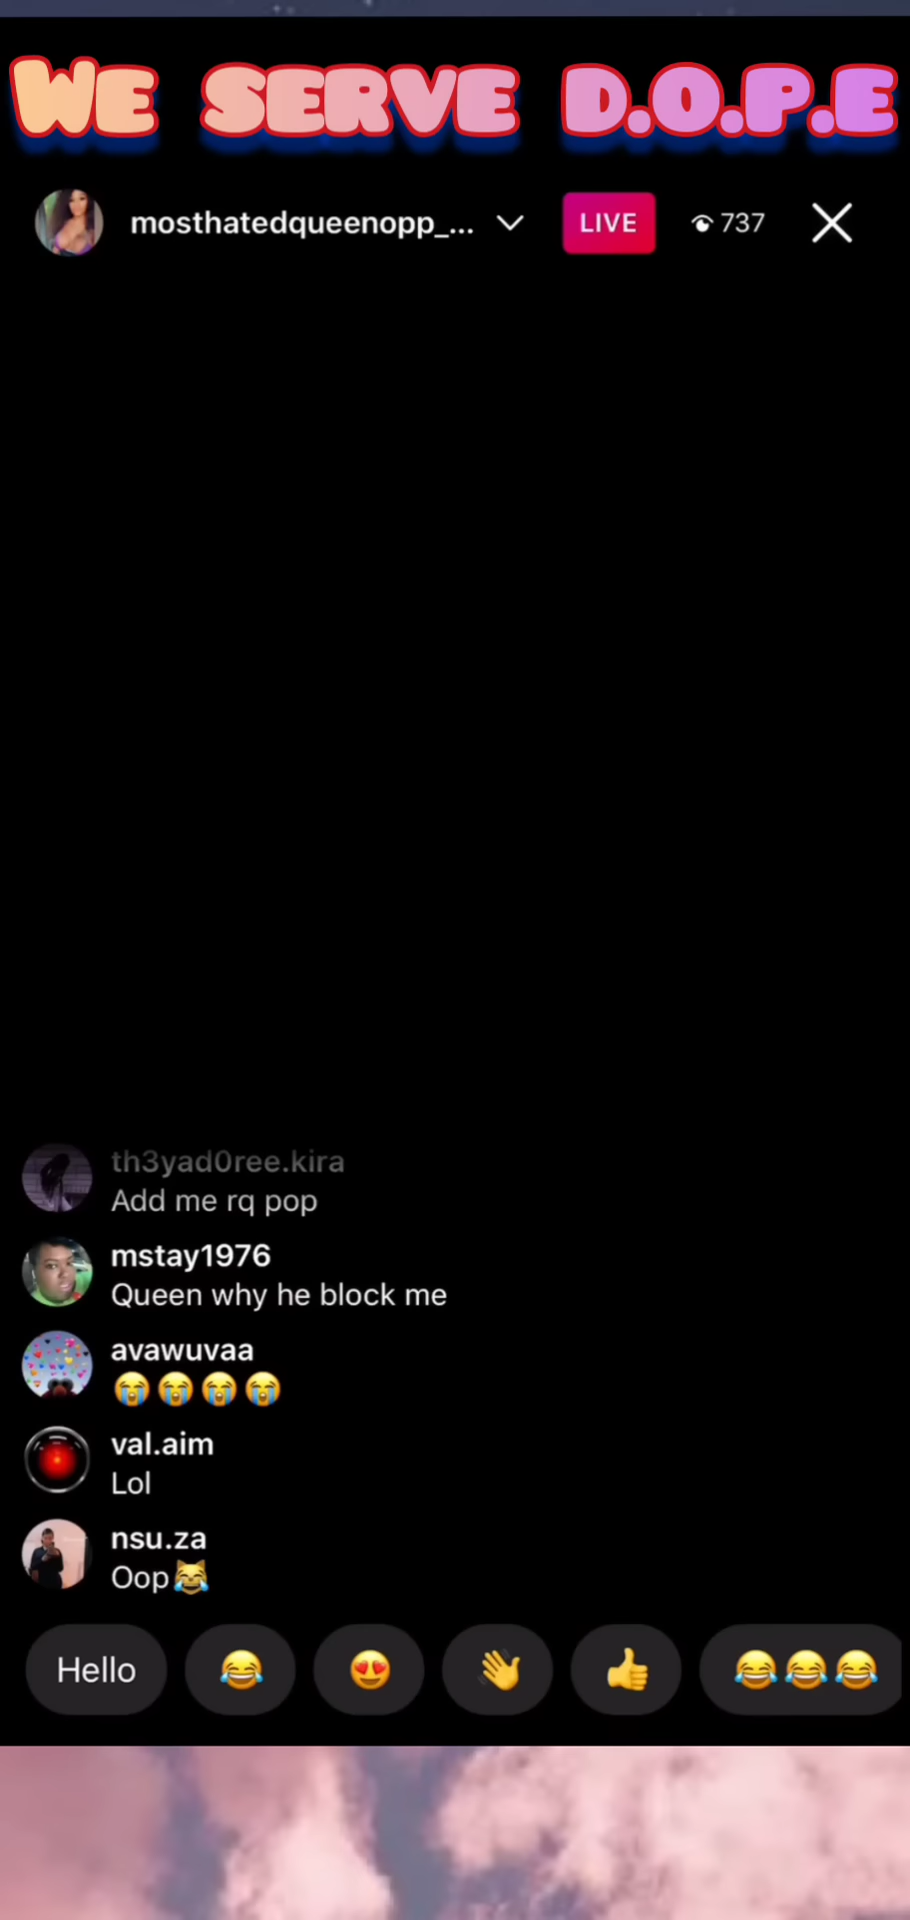 WE SERVE D.O.P.E
mosthatedqueenopp_...
LIVE
737
th3yad0ree.kira
Add me rq pop
mstay1976
Queen why he block me
avawuvaa
😭😭😭😭
val.aim
Lol
nsu.za
Oop😹
Hello 😂 😍 👋 👍 😂😂😂